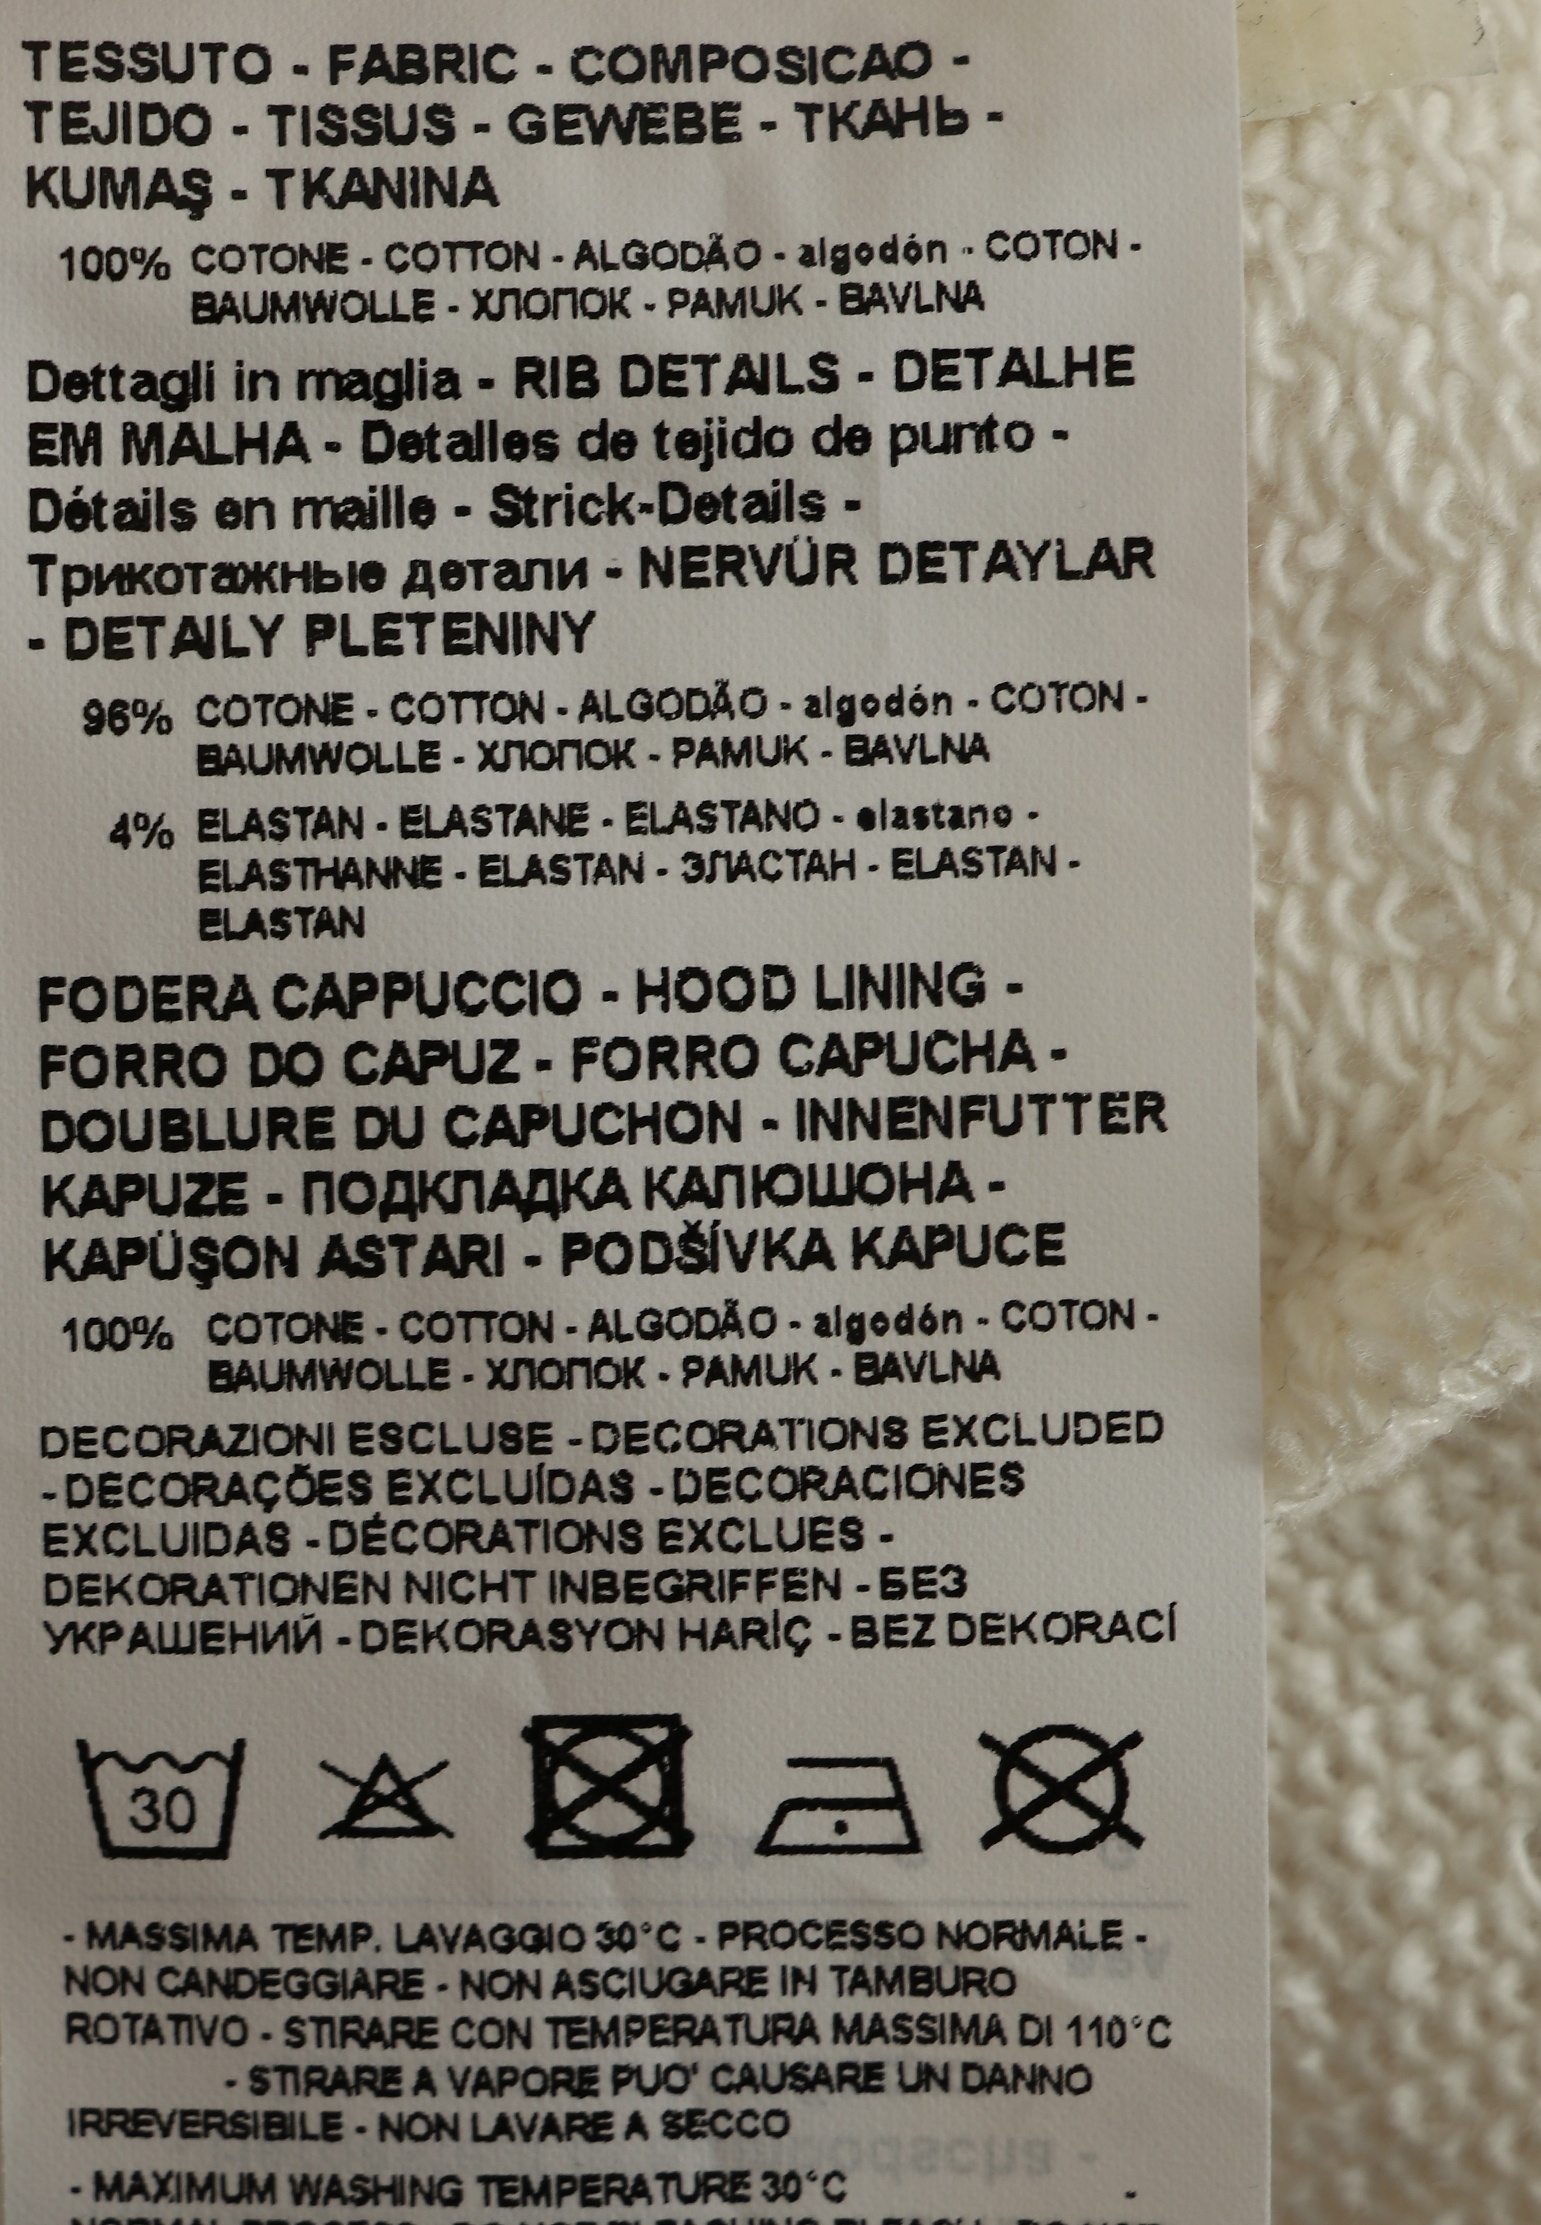 TESSUTO - FABRIC - COMPOSICAO -
TEJIDO - TISSUS - GEWEBE - ТКАНЬ -
KUMAŞ - TKANINA
100% COTONE - COTTON - ALGODÃO - algodón - COTON -
BAUMWOLLE - ХЛОПОК - PAMUK - BAVLNA
Dettagli in maglia - RIB DETAILS - DETALHE
EM MALHA - Detalles de tejido de punto -
Détails en maille - Strick-Details -
Трикотажные детали - NERVÜR DETAYLAR
- DETAILY PLETENINY
96% COTONE - COTTON - ALGODÃO - algodón - COTON -
BAUMWOLLE - ХЛОПОК - PAMUK - BAVLNA
4% ELASTAN - ELASTANE - ELASTANO - elastano -
ELASTHANNE - ELASTAN - ЭЛАСТАН - ELASTAN -
ELASTAN
FODERA CAPPUCCIO - HOOD LINING -
FORRO DO CAPUZ - FORRO CAPUCHA -
DOUBLURE DU CAPUCHON - INNENFUTTER
KAPUZE - ПОДКЛАДКА КАПЮШОНА -
KAPÜŞON ASTARI - PODŠÍVKA KAPUCE
100% COTONE - COTTON - ALGODÃO - algodón - COTON -
BAUMWOLLE - ХЛОПОК - PAMUK - BAVLNA
DECORAZIONI ESCLUSE - DECORATIONS EXCLUDED
- DECORAÇÕES EXCLUÍDAS - DECORACIONES
EXCLUIDAS - DÉCORATIONS EXCLUES -
DEKORATIONEN NICHT INBEGRIFFEN - БЕЗ
УКРАШЕНИЙ - DEKORASYON HARİÇ - BEZ DEKORACÍ
30
- MASSIMA TEMP. LAVAGGIO 30°C - PROCESSO NORMALE -
NON CANDEGGIARE - NON ASCIUGARE IN TAMBURO
ROTATIVO - STIRARE CON TEMPERATURA MASSIMA DI 110°C
- STIRARE A VAPORE PUO' CAUSARE UN DANNO
IRREVERSIBILE - NON LAVARE A SECCO
- MAXIMUM WASHING TEMPERATURE 30°C -